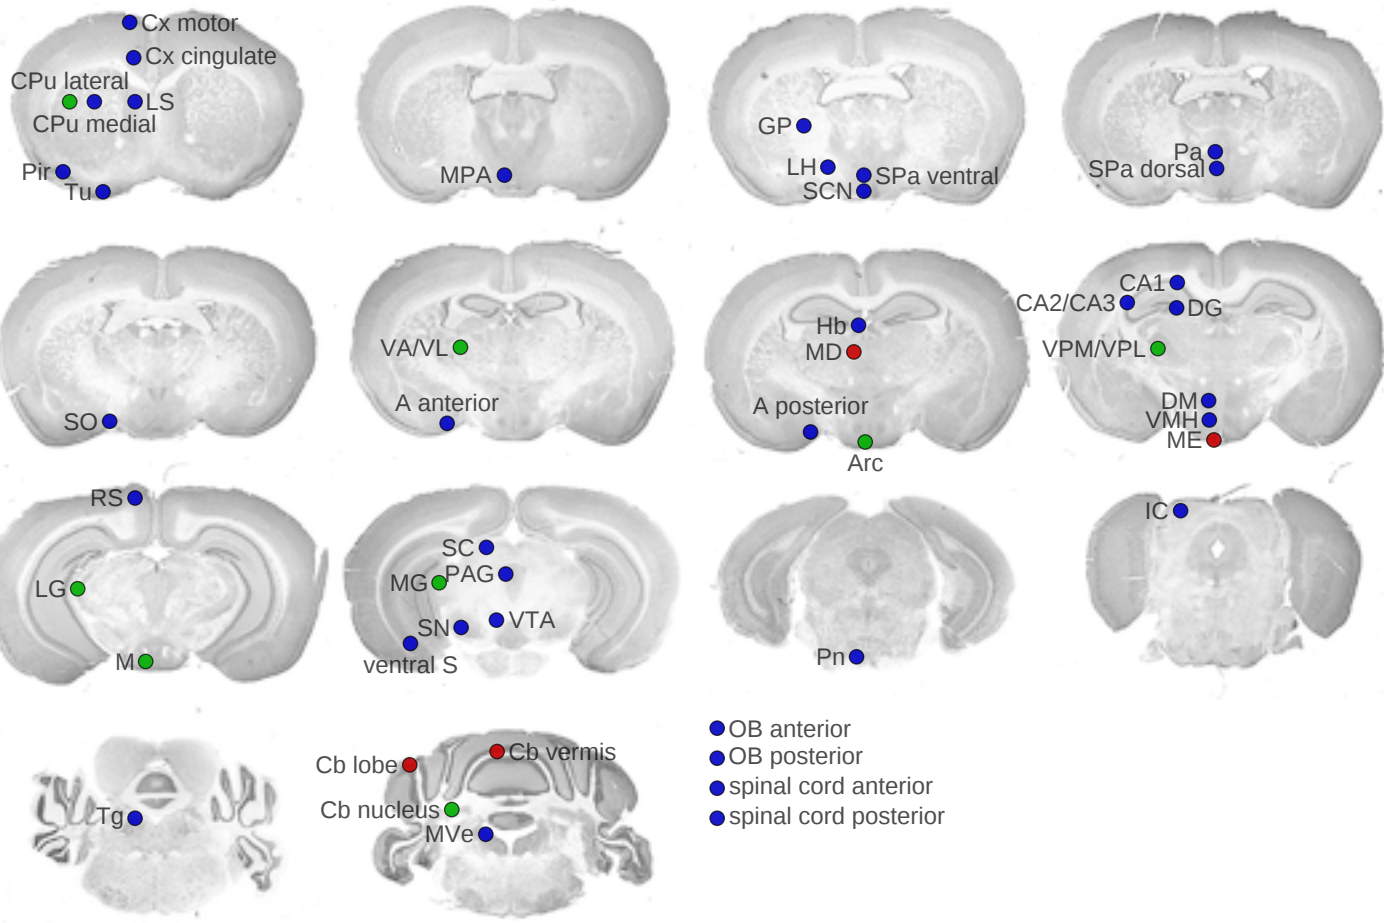 Cx motor
Cx cingulate
CPu lateral
LS
CPu medial
Pir
Tu
MPA
GP
LH
SPa ventral
SCN
Pa
SPa dorsal
SO
VA/VL
A anterior
Hb
MD
A posterior
Arc
CA1
CA2/CA3
DG
VPM/VPL
DM
VMH
ME
RS
LG
M
SC
MG
PAG
SN
VTA
ventral S
Pn
IC
Tg
Cb lobe
Cb vermis
Cb nucleus
MVe
OB anterior
OB posterior
spinal cord anterior
spinal cord posterior